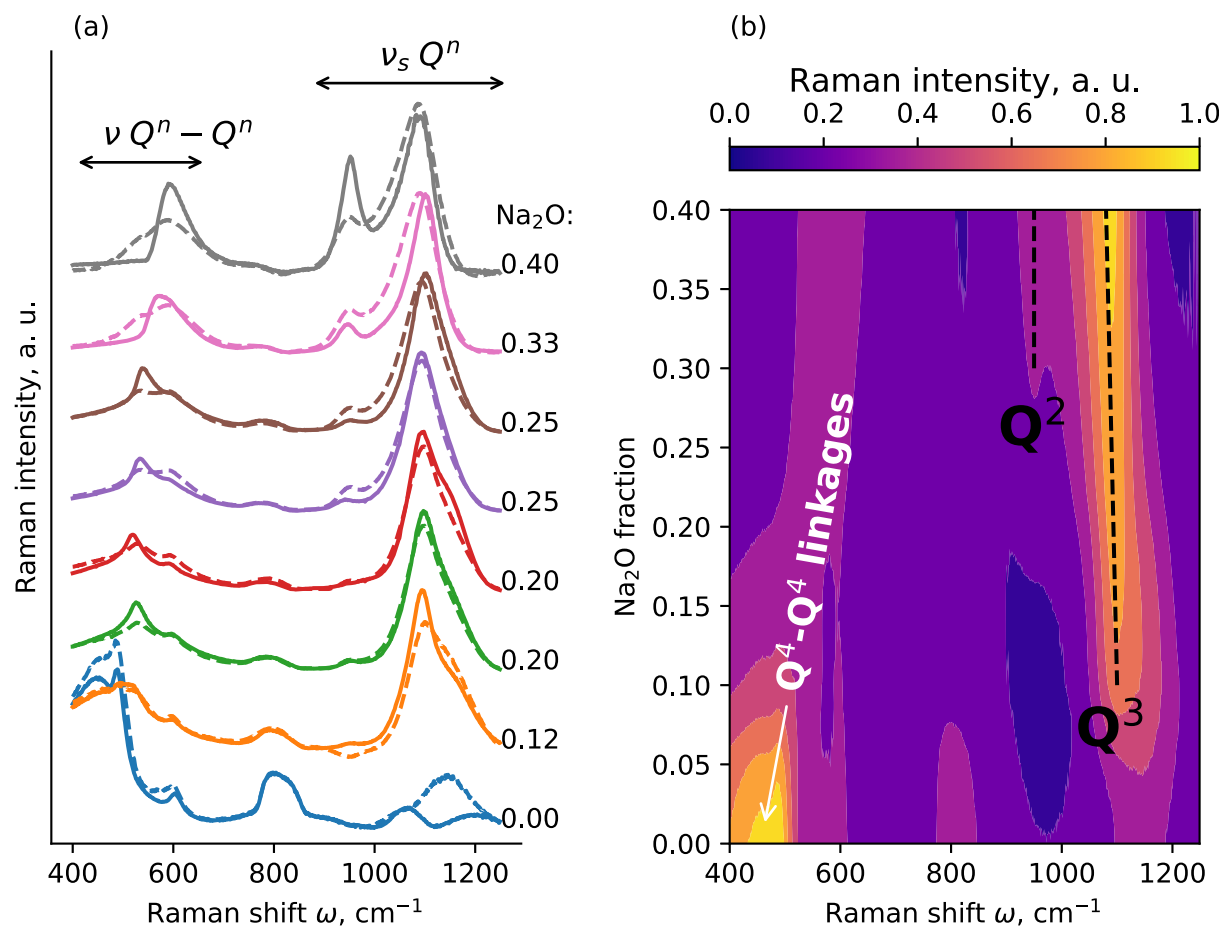 (a)
ν_s Qⁿ
ν Qⁿ − Qⁿ
Na₂O:
0.40
0.33
0.25
0.25
0.20
0.20
0.12
0.00
Raman intensity, a. u.
400 600 800 1000 1200
Raman shift ω, cm⁻¹
(b)
Raman intensity, a. u.
0.0 0.2 0.4 0.6 0.8 1.0
0.40
0.35
0.30
0.25
0.20
0.15
0.10
0.05
0.00
Na₂O fraction
Q⁴-Q⁴ linkages
Q²
Q³
400 600 800 1000 1200
Raman shift ω, cm⁻¹